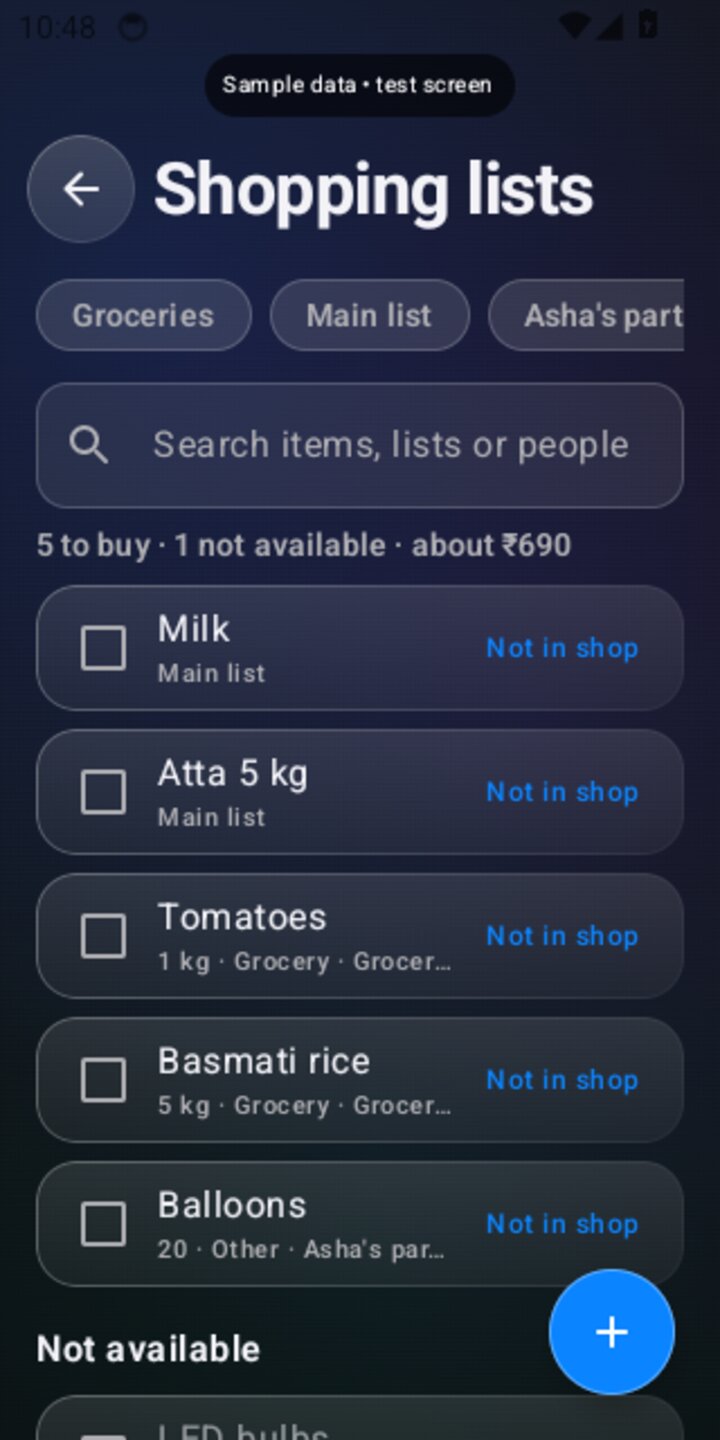 10:48
Sample data • test screen
Shopping lists
Groceries
Main list
Asha's part
Search items, lists or people
5 to buy · 1 not available · about ₹690
Milk
Main list
Not in shop
Atta 5 kg
Main list
Not in shop
Tomatoes
1 kg · Grocery · Grocer…
Not in shop
Basmati rice
5 kg · Grocery · Grocer…
Not in shop
Balloons
20 · Other · Asha's par…
Not in shop
Not available
LED bulbs